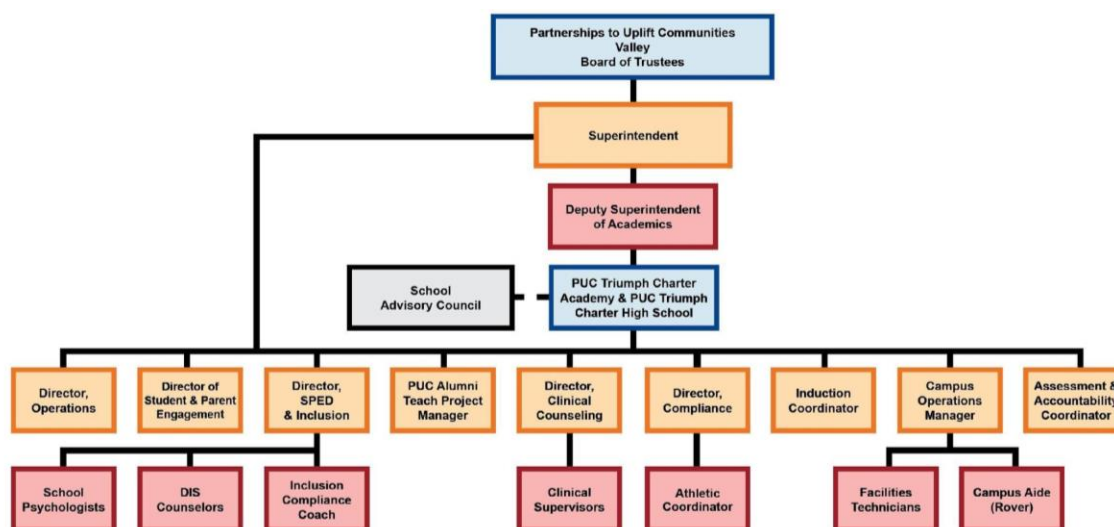 Partnerships to Uplift Communities
Valley
Board of Trustees
Superintendent
Deputy Superintendent
of Academics
School
Advisory Council
PUC Triumph Charter
Academy & PUC Triumph
Charter High School
Director,
Operations
Director of
Student & Parent
Engagement
Director,
SPED
& Inclusion
PUC Alumni
Teach Project
Manager
Director,
Clinical
Counseling
Director,
Compliance
Induction
Coordinator
Campus
Operations
Manager
Assessment &
Accountability
Coordinator
School
Psychologists
DIS
Counselors
Inclusion
Compliance
Coach
Clinical
Supervisors
Athletic
Coordinator
Facilities
Technicians
Campus Aide
(Rover)